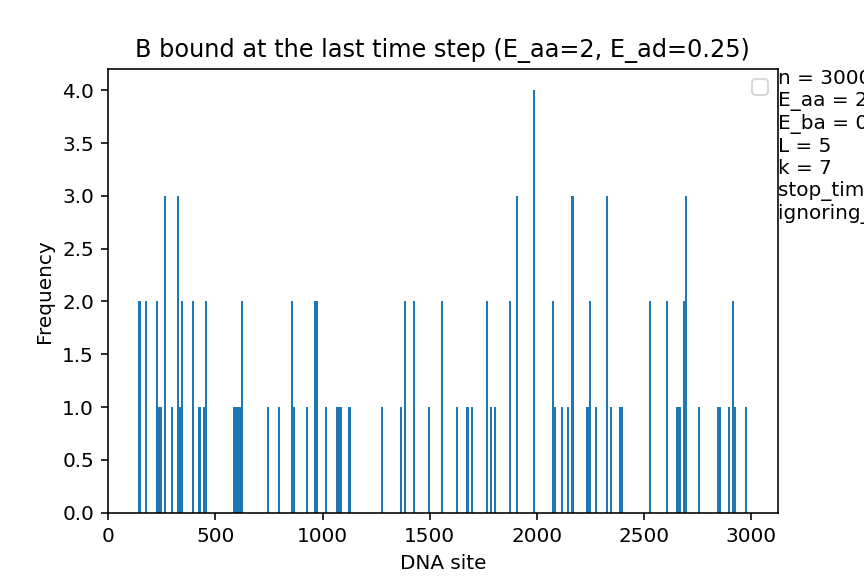 B bound at the last time step (E_aa=2, E_ad=0.25)
4.0
3.5
3.0
2.5
2.0
1.5
1.0
0.5
0.0
Frequency
0 500 1000 1500 2000 2500 3000
DNA site
n = 3000
E_aa = 2
E_ba = 0
L = 5
k = 7
stop_tim
ignoring_